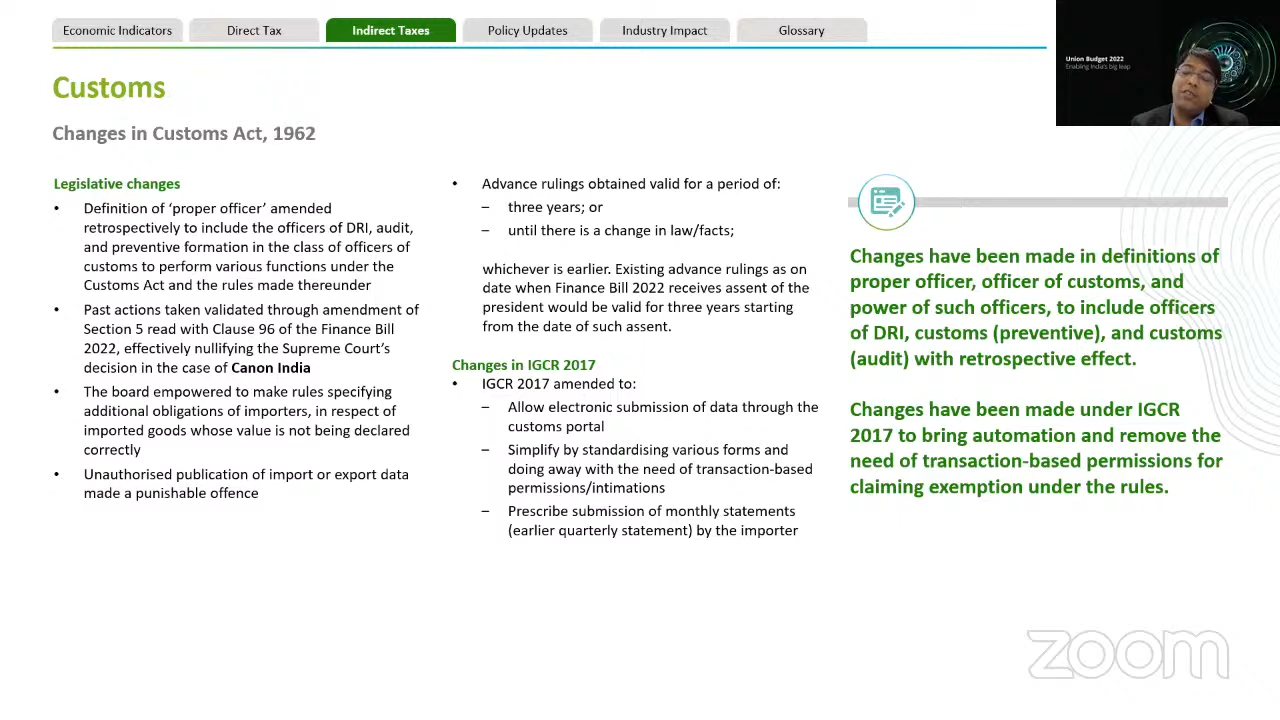 Economic Indicators
Direct Tax
Indirect Taxes
Policy Updates
Industry Impact
Glossary
Union Budget 2022
Enabling India's big leap
Customs
Changes in Customs Act, 1962
Legislative changes
• Definition of ‘proper officer’ amended
retrospectively to include the officers of DRI, audit,
and preventive formation in the class of officers of
customs to perform various functions under the
Customs Act and the rules made thereunder
• Past actions taken validated through amendment of
Section 5 read with Clause 96 of the Finance Bill
2022, effectively nullifying the Supreme Court’s
decision in the case of Canon India
• The board empowered to make rules specifying
additional obligations of importers, in respect of
imported goods whose value is not being declared
correctly
• Unauthorised publication of import or export data
made a punishable offence
• Advance rulings obtained valid for a period of:
– three years; or
– until there is a change in law/facts;
whichever is earlier. Existing advance rulings as on
date when Finance Bill 2022 receives assent of the
president would be valid for three years starting
from the date of such assent.
Changes in IGCR 2017
• IGCR 2017 amended to:
– Allow electronic submission of data through the
customs portal
– Simplify by standardising various forms and
doing away with the need of transaction-based
permissions/intimations
– Prescribe submission of monthly statements
(earlier quarterly statement) by the importer
Changes have been made in definitions of
proper officer, officer of customs, and
power of such officers, to include officers
of DRI, customs (preventive), and customs
(audit) with retrospective effect.
Changes have been made under IGCR
2017 to bring automation and remove the
need of transaction-based permissions for
claiming exemption under the rules.
zoom